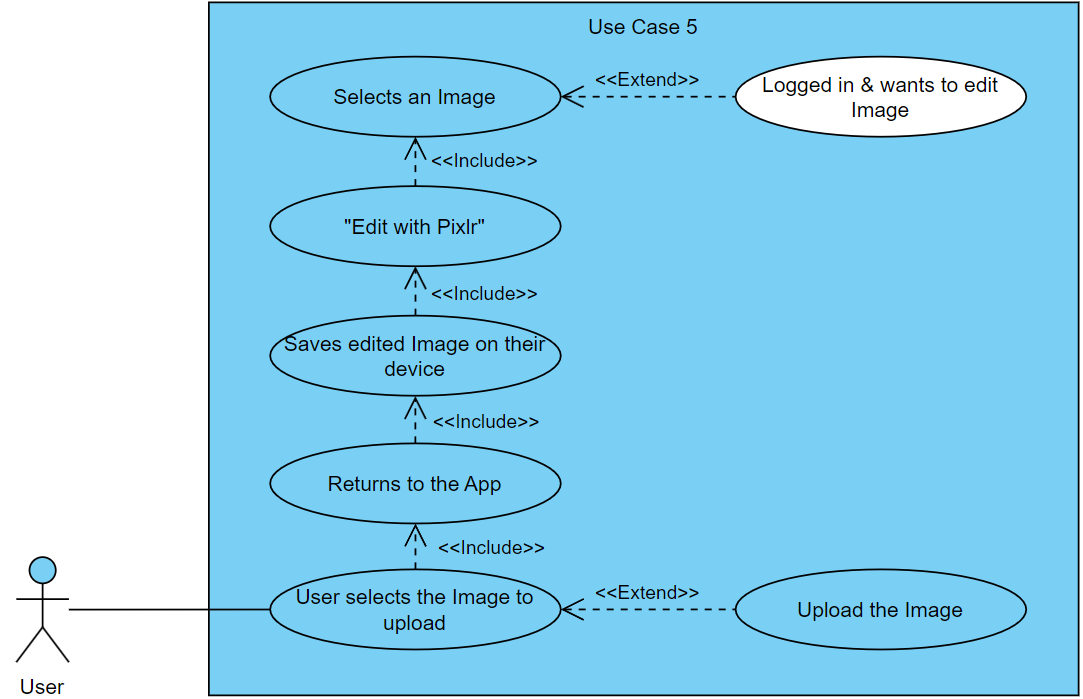 Use Case 5
Selects an Image
<<Extend>>
Logged in & wants to edit
Image
<<Include>>
"Edit with Pixlr"
<<Include>>
Saves edited Image on their
device
<<Include>>
Returns to the App
<<Include>>
User selects the Image to
upload
<<Extend>>
Upload the Image
User